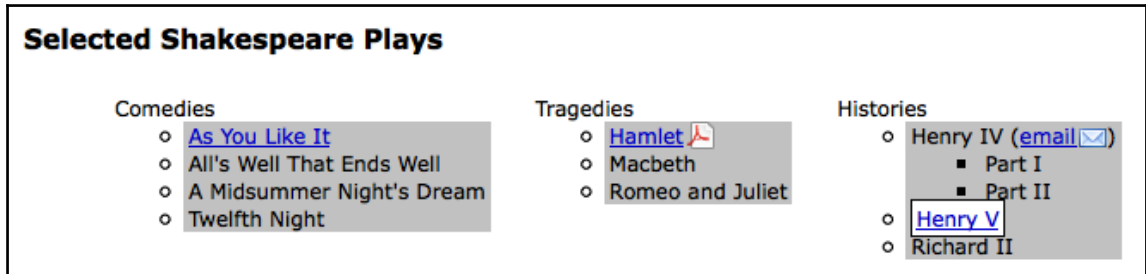 Selected Shakespeare Plays
Comedies
As You Like It
All's Well That Ends Well
A Midsummer Night's Dream
Twelfth Night
Tragedies
Hamlet
Macbeth
Romeo and Juliet
Histories
Henry IV (email)
Part I
Part II
Henry V
Richard II